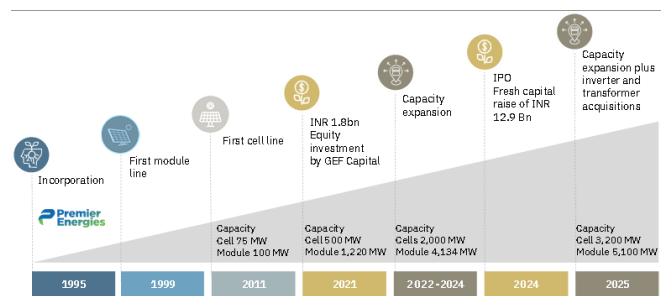 Incorporation
Premier
Energies
First module
line
First cell line
INR 1.8bn
Equity
investment
by GEF Capital
Capacity
expansion
IPO
Fresh capital
raise of INR
12.9 Bn
Capacity
expansion plus
inverter and
transformer
acquisitions
Capacity
Cell 75 MW
Module 100 MW
Capacity
Cell 500 MW
Module 1,220 MW
Capacity
Cells 2,000 MW
Module 4,134 MW
Capacity
Cell 3,200 MW
Module 5,100 MW
1995
1999
2011
2021
2022-2024
2024
2025